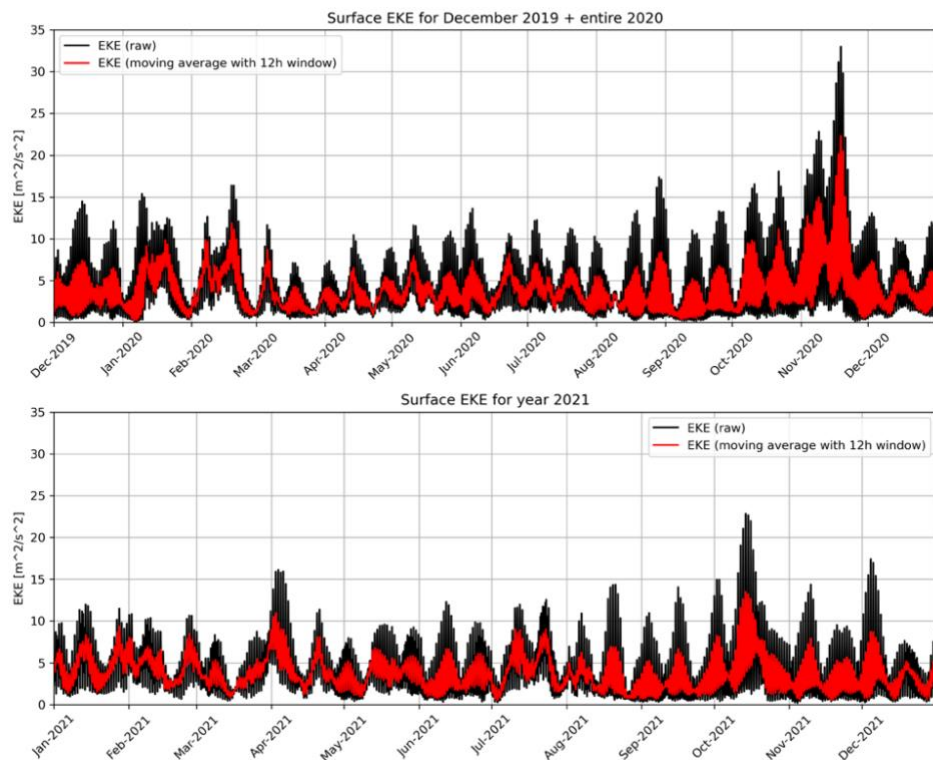 Surface EKE for December 2019 + entire 2020
EKE (raw)
EKE (moving average with 12h window)
EKE [m^2/s^2]
35
30
25
20
15
10
5
0
Dec-2019
Jan-2020
Feb-2020
Mar-2020
Apr-2020
May-2020
Jun-2020
Jul-2020
Aug-2020
Sep-2020
Oct-2020
Nov-2020
Dec-2020
Surface EKE for year 2021
EKE (raw)
EKE (moving average with 12h window)
EKE [m^2/s^2]
35
30
25
20
15
10
5
0
Jan-2021
Feb-2021
Mar-2021
Apr-2021
May-2021
Jun-2021
Jul-2021
Aug-2021
Sep-2021
Oct-2021
Nov-2021
Dec-2021